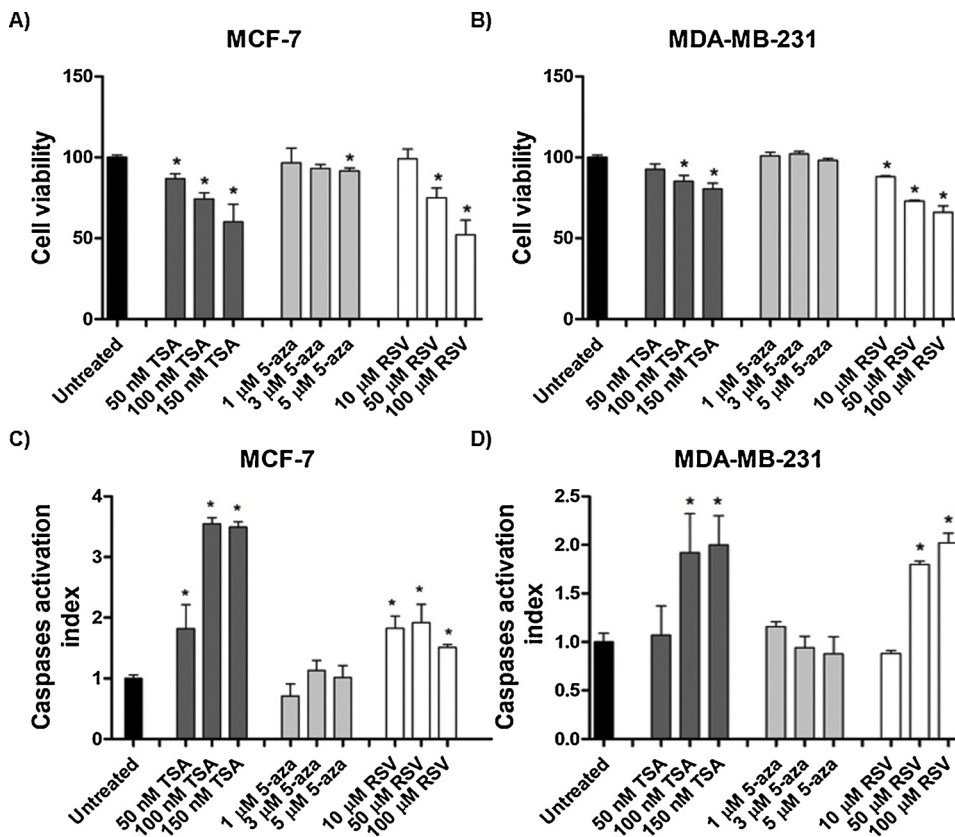 A)
MCF-7
Cell viability
150
100
50
0
*
*
*
*
*
*
Untreated
50 nM TSA
100 nM TSA
150 nM TSA
1 µM 5-aza
3 µM 5-aza
5 µM 5-aza
10 µM RSV
50 µM RSV
100 µM RSV
B)
MDA-MB-231
Cell viability
150
100
50
0
*
*
*
*
*
Untreated
50 nM TSA
100 nM TSA
150 nM TSA
1 µM 5-aza
3 µM 5-aza
5 µM 5-aza
10 µM RSV
50 µM RSV
100 µM RSV
C)
MCF-7
Caspases activation
index
4
3
2
1
0
*
*
*
*
*
*
Untreated
50 nM TSA
100 nM TSA
150 nM TSA
1 µM 5-aza
3 µM 5-aza
5 µM 5-aza
10 µM RSV
50 µM RSV
100 µM RSV
D)
MDA-MB-231
Caspases activation
index
2.5
2.0
1.5
1.0
0.5
0.0
*
*
*
*
Untreated
50 nM TSA
100 nM TSA
150 nM TSA
1 µM 5-aza
3 µM 5-aza
5 µM 5-aza
10 µM RSV
50 µM RSV
100 µM RSV